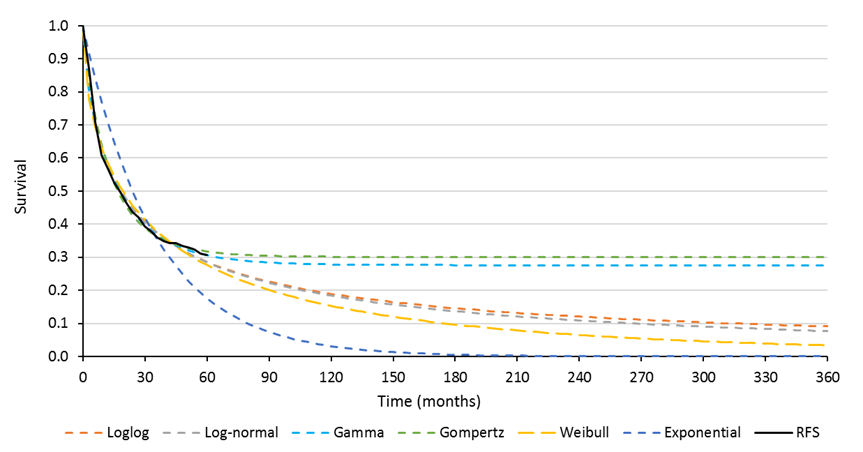 1.0
0.9
0.8
0.7
0.6
0.5
0.4
0.3
0.2
0.1
0.0
Survival
0 30 60 90 120 150 180 210 240 270 300 330 360
Time (months)
Loglog Log-normal Gamma Gompertz Weibull Exponential RFS